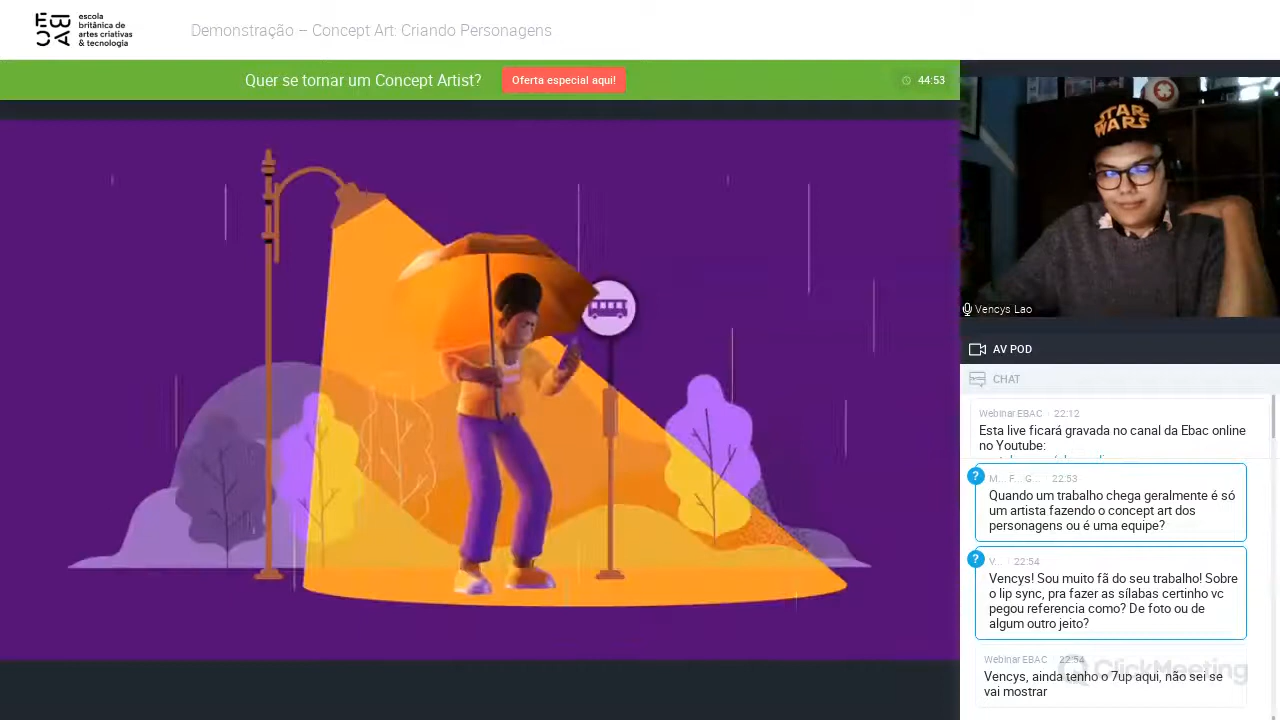 escola
britânica de
artes criativas
& tecnologia
Demonstração – Concept Art: Criando Personagens
Quer se tornar um Concept Artist?
Oferta especial aqui!
44:53
STAR
WARS
Vencys Lao
AV POD
CHAT
Webinar EBAC 22:12
Esta live ficará gravada no canal da Ebac online
no Youtube:
M... F... G... 22:53
Quando um trabalho chega geralmente é só
um artista fazendo o concept art dos
personagens ou é uma equipe?
V... 22:54
Vencys! Sou muito fã do seu trabalho! Sobre
o lip sync, pra fazer as sílabas certinho vc
pegou referencia como? De foto ou de
algum outro jeito?
Webinar EBAC 22:54
Vencys, ainda tenho o 7up aqui, não sei se
vai mostrar
ClickMeeting